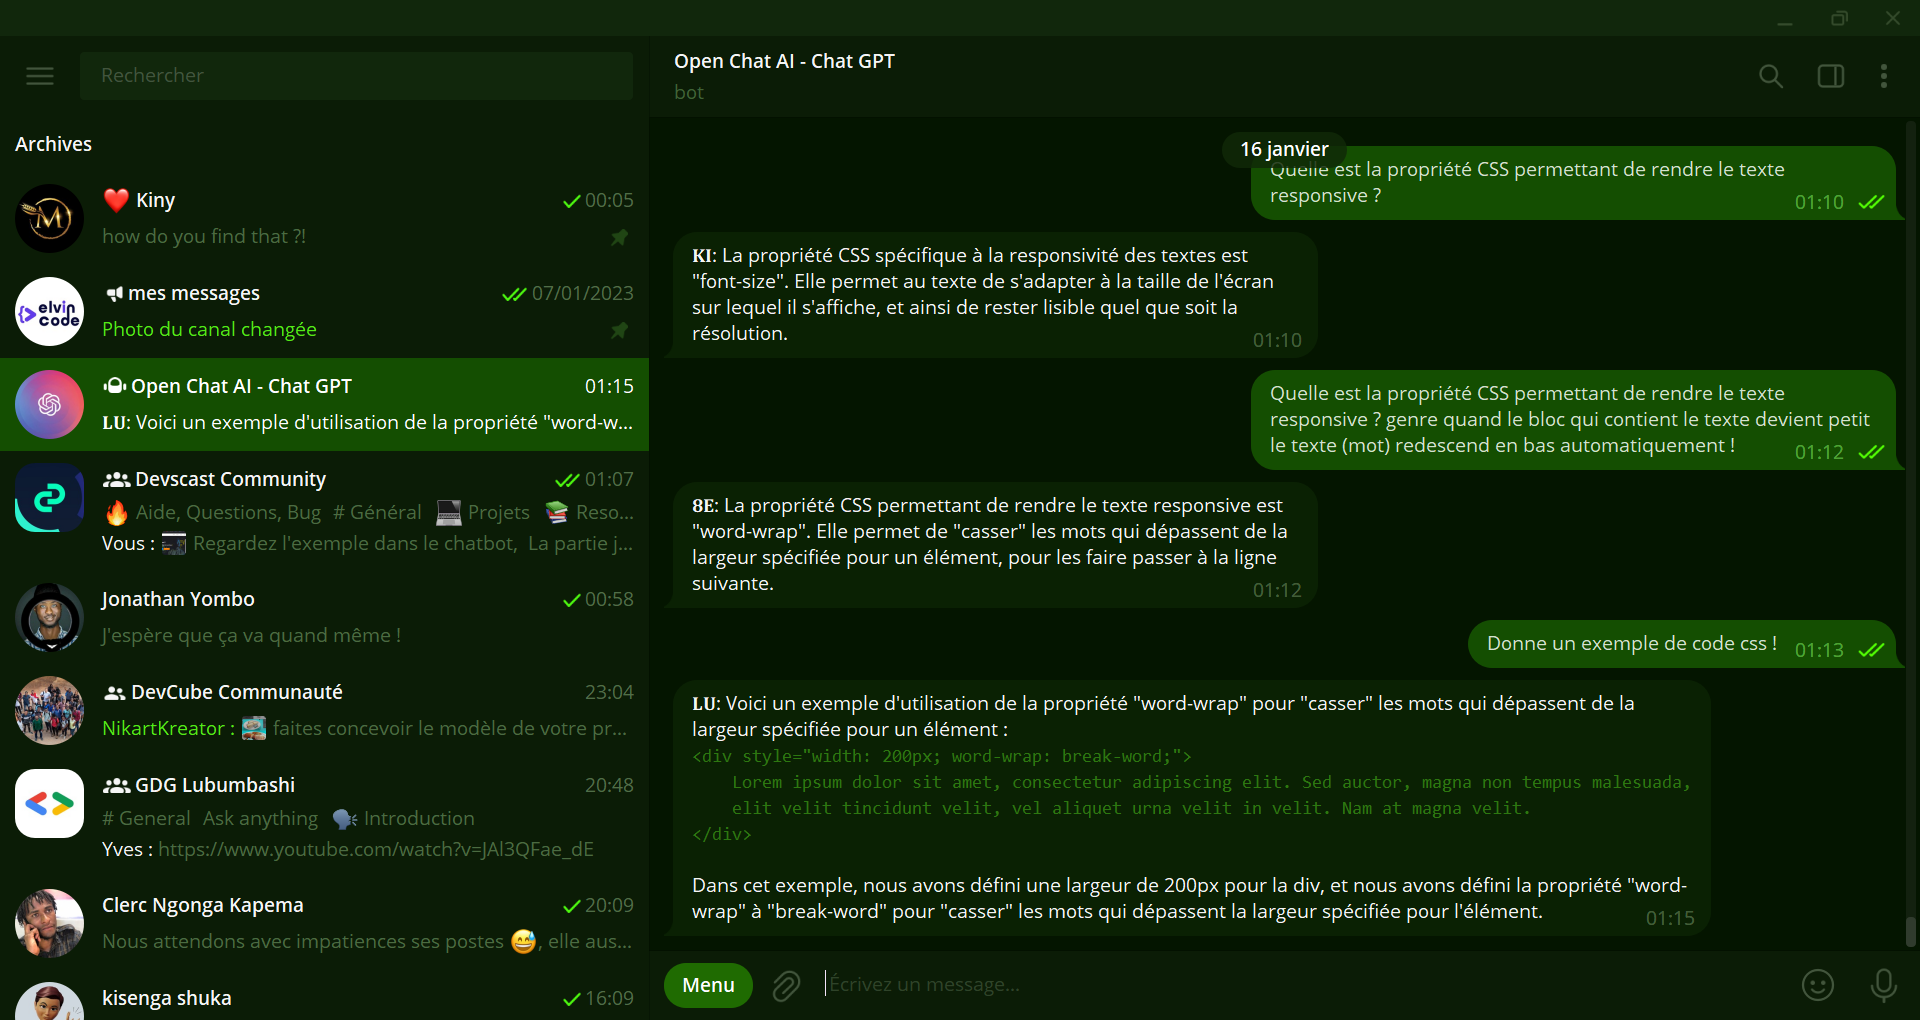 Rechercher
Archives
Kiny
00:05
how do you find that ?!
elvin
code
mes messages
07/01/2023
Photo du canal changée
Open Chat AI - Chat GPT
01:15
LU: Voici un exemple d'utilisation de la propriété "word-w...
Devscast Community
01:07
Aide, Questions, Bug # Général Projets Reso...
Vous : Regardez l'exemple dans le chatbot, La partie j...
Jonathan Yombo
00:58
J'espère que ça va quand même !
DevCube Communauté
23:04
NikartKreator : faites concevoir le modèle de votre pr...
GDG Lubumbashi
20:48
# General Ask anything Introduction
Yves : https://www.youtube.com/watch?v=JAl3QFae_dE
Clerc Ngonga Kapema
20:09
Nous attendons avec impatiences ses postes , elle aus...
kisenga shuka
16:09
Open Chat AI - Chat GPT
bot
16 janvier
Quelle est la propriété CSS permettant de rendre le texte
responsive ?
01:10
KI: La propriété CSS spécifique à la responsivité des textes est
"font-size". Elle permet au texte de s'adapter à la taille de l'écran
sur lequel il s'affiche, et ainsi de rester lisible quel que soit la
résolution.
01:10
Quelle est la propriété CSS permettant de rendre le texte
responsive ? genre quand le bloc qui contient le texte devient petit
le texte (mot) redescend en bas automatiquement !
01:12
8E: La propriété CSS permettant de rendre le texte responsive est
"word-wrap". Elle permet de "casser" les mots qui dépassent de la
largeur spécifiée pour un élément, pour les faire passer à la ligne
suivante.
01:12
Donne un exemple de code css !
01:13
LU: Voici un exemple d'utilisation de la propriété "word-wrap" pour "casser" les mots qui dépassent de la
largeur spécifiée pour un élément :
<div style="width: 200px; word-wrap: break-word;">
Lorem ipsum dolor sit amet, consectetur adipiscing elit. Sed auctor, magna non tempus malesuada,
elit velit tincidunt velit, vel aliquet urna velit in velit. Nam at magna velit.
</div>
Dans cet exemple, nous avons défini une largeur de 200px pour la div, et nous avons défini la propriété "word-
wrap" à "break-word" pour "casser" les mots qui dépassent la largeur spécifiée pour l'élément.
01:15
Menu
Écrivez un message...